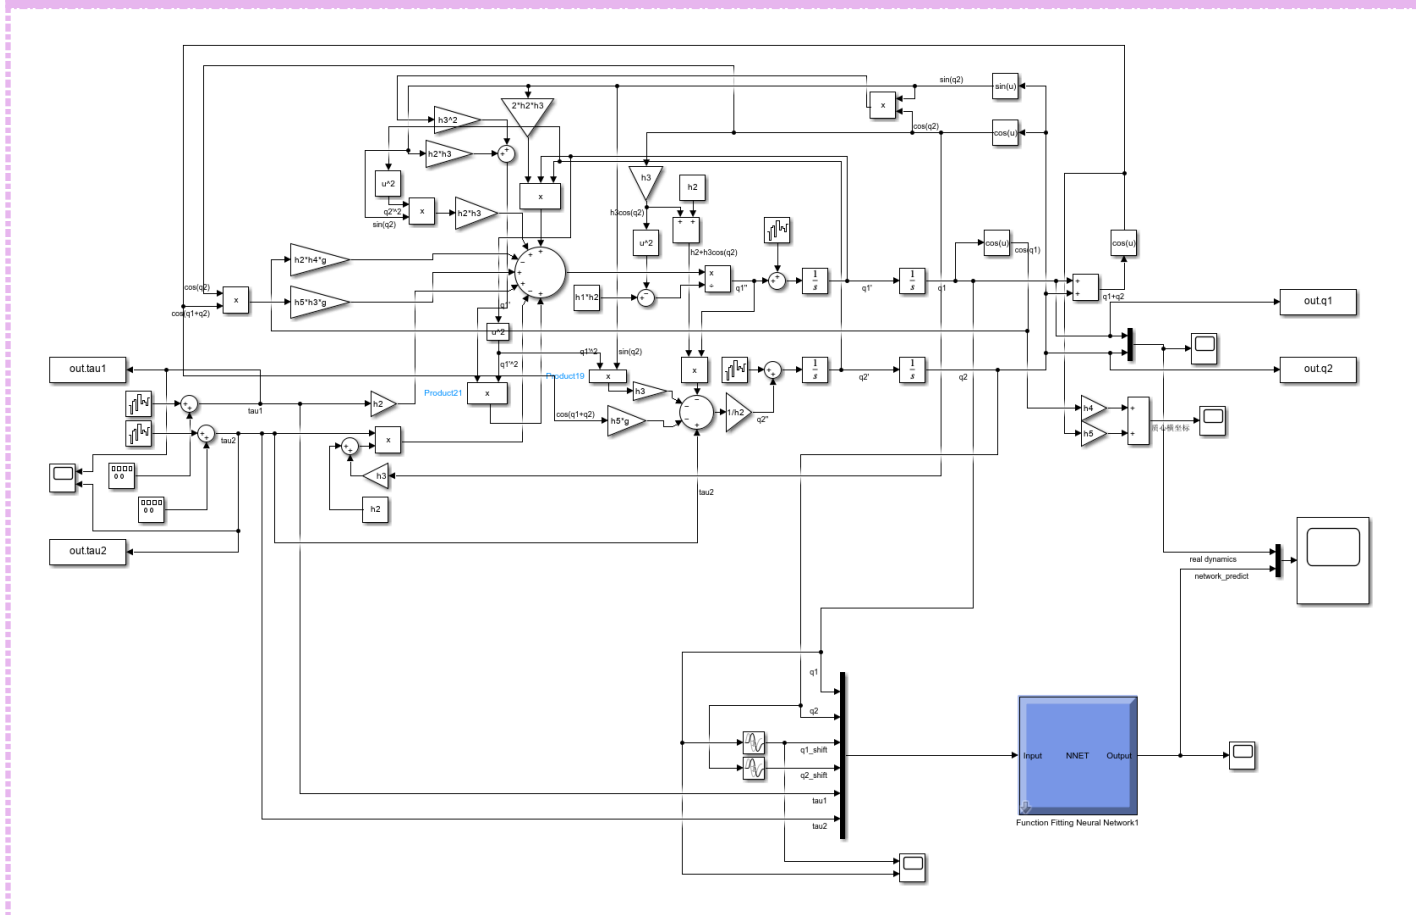 sin(q2)
sin(u)
2*h2*h3
x
h3^2
cos(q2)
cos(u)
h2*h3
h3
h2
u^2
x
q2'^2
x
h2*h3
h3cos(q2)
sin(q2)
u^2
cos(u)
cos(q1)
cos(u)
h2+h3cos(q2)
h2*h4*g
x
÷
1
s
1
s
cos(q2)
x
h5*h3*g
h1*h2
q1''
q1'
q1
q1+q2
out.q1
cos(q1+q2)
q1'
u^2
q1'^2
sin(q2)
q1'^2
out.tau1
Product19
x
x
1
s
1
s
out.q2
q2'
q2
Product21
x
h3
h2
tau1
cos(q1+q2)
h5*g
1/h2
q2''
h4
h5
质心横坐标
tau2
x
h3
tau2
h2
out.tau2
real dynamics
network_predict
q1
q2
q1_shift
q2_shift
tau1
tau2
Input
NNET
Output
Function Fitting Neural Network1